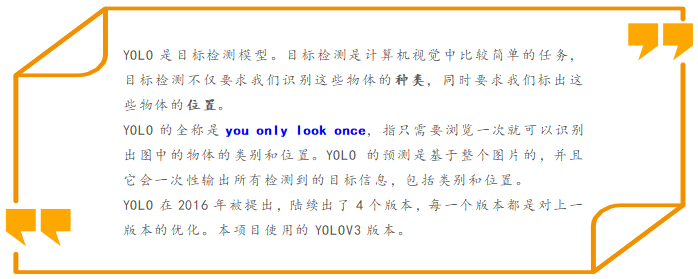 YOLO 是目标检测模型。目标检测是计算机视觉中比较简单的任务,
目标检测不仅要求我们识别这些物体的种类，同时要求我们标出这
些物体的位置。
YOLO 的全称是 you only look once，指只需要浏览一次就可以识别
出图中的物体的类别和位置。YOLO 的预测是基于整个图片的，并且
它会一次性输出所有检测到的目标信息，包括类别和位置。
YOLO 在 2016 年被提出，陆续出了 4 个版本，每一个版本都是对上一
版本的优化。本项目使用的 YOLOV3 版本。